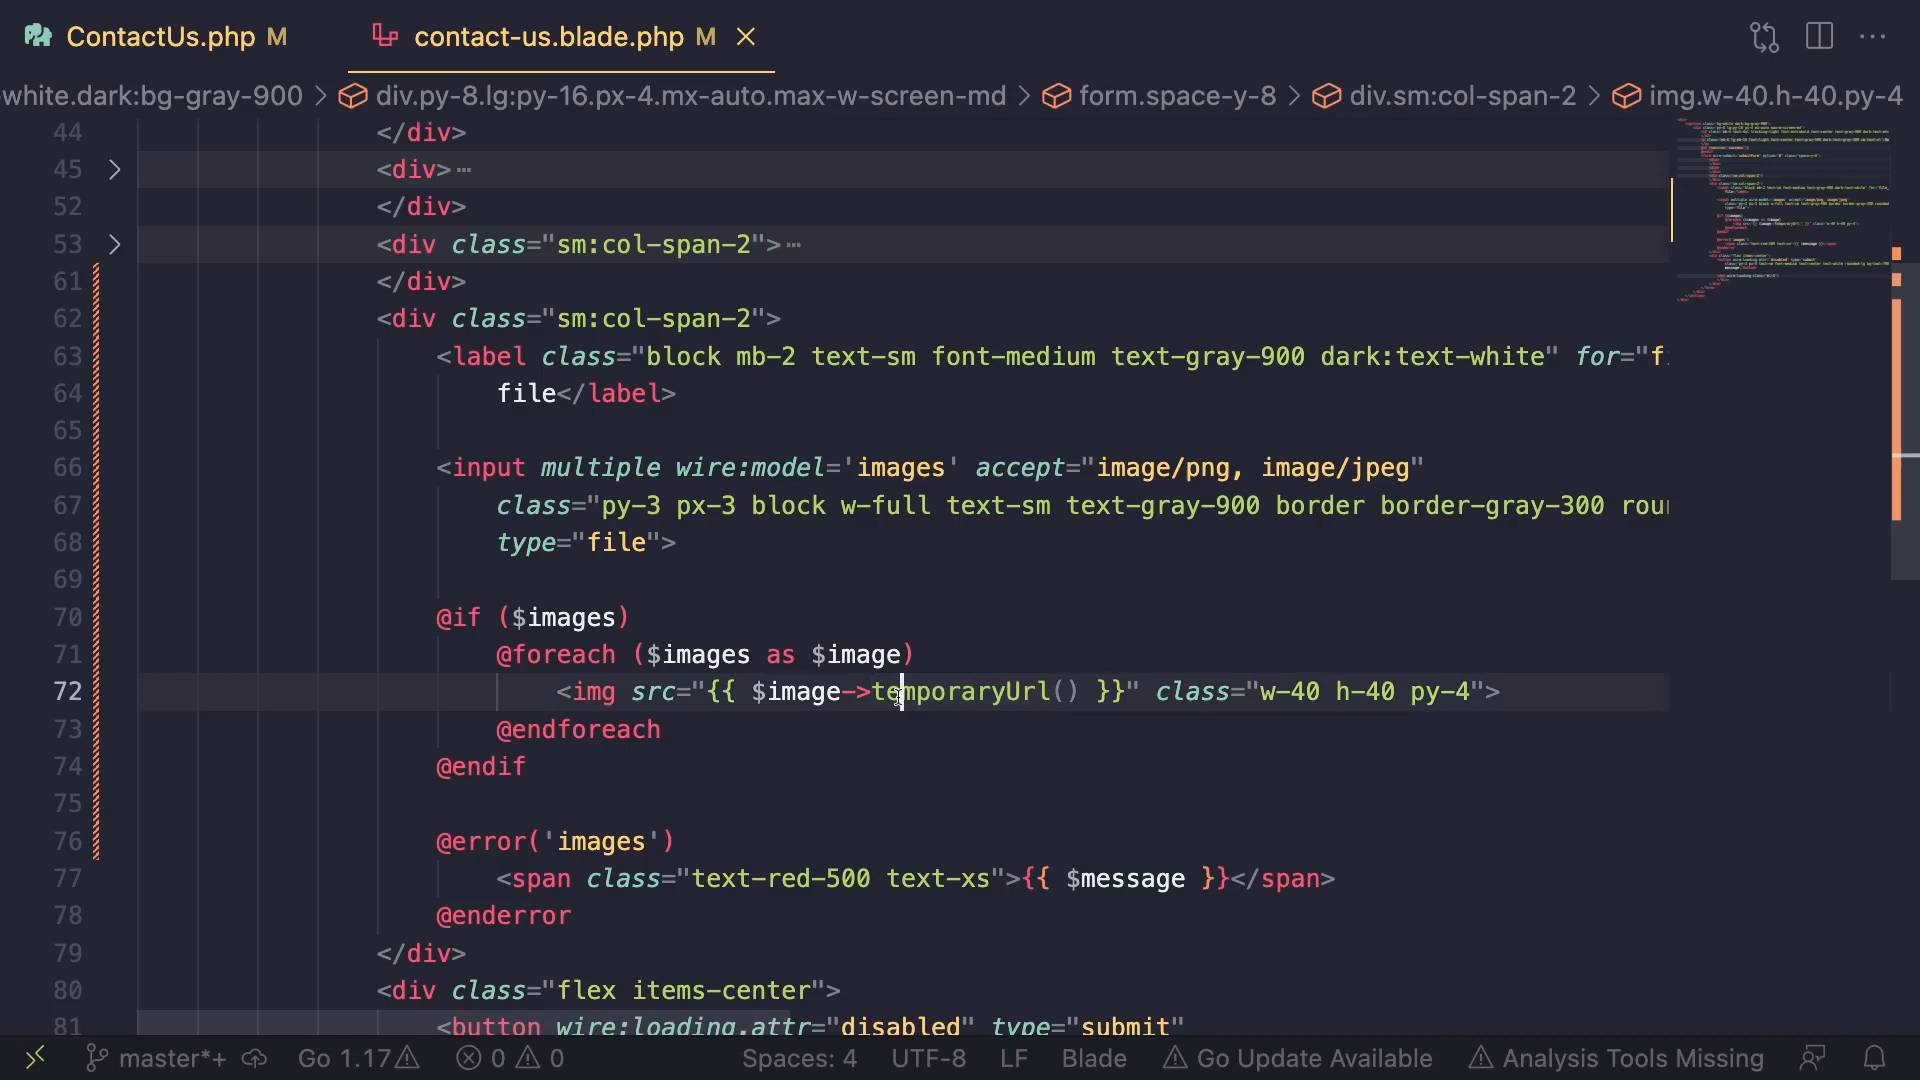 ContactUs.php M
contact-us.blade.php M
-white.dark:bg-gray-900 > div.py-8.lg:py-16.px-4.mx-auto.max-w-screen-md > form.space-y-8 > div.sm:col-span-2 > img.w-40.h-40.py-4
44 </div>
45 <div>⋯
52 </div>
53 <div class="sm:col-span-2">⋯
61 </div>
62 <div class="sm:col-span-2">
63 <label class="block mb-2 text-sm font-medium text-gray-900 dark:text-white" for="f
64 file</label>
65
66 <input multiple wire:model='images' accept="image/png, image/jpeg"
67 class="py-3 px-3 block w-full text-sm text-gray-900 border border-gray-300 rou
68 type="file">
69
70 @if ($images)
71 @foreach ($images as $image)
72 <img src="{{ $image->temporaryUrl() }}" class="w-40 h-40 py-4">
73 @endforeach
74 @endif
75
76 @error('images')
77 <span class="text-red-500 text-xs">{{ $message }}</span>
78 @enderror
79 </div>
80 <div class="flex items-center">
81 <button wire:loading.attr="disabled" type="submit"
master*+ Go 1.17 0 0 Spaces: 4 UTF-8 LF Blade Go Update Available Analysis Tools Missing